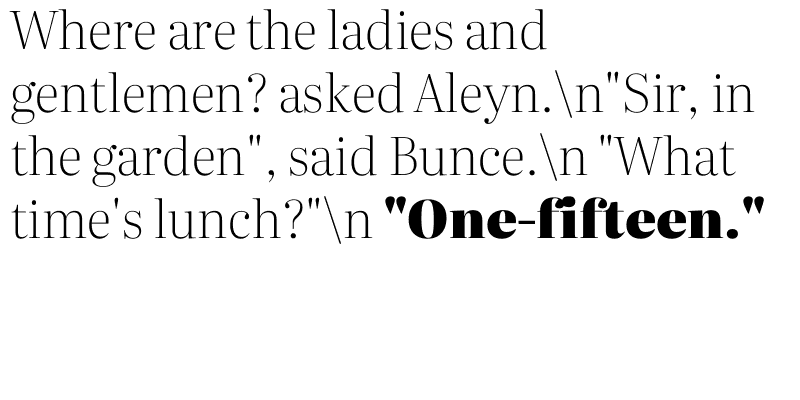 Where are the ladies and
gentlemen? asked Aleyn.\n"Sir, in
the garden", said Bunce.\n "What
time's lunch?"\n "One-fifteen."